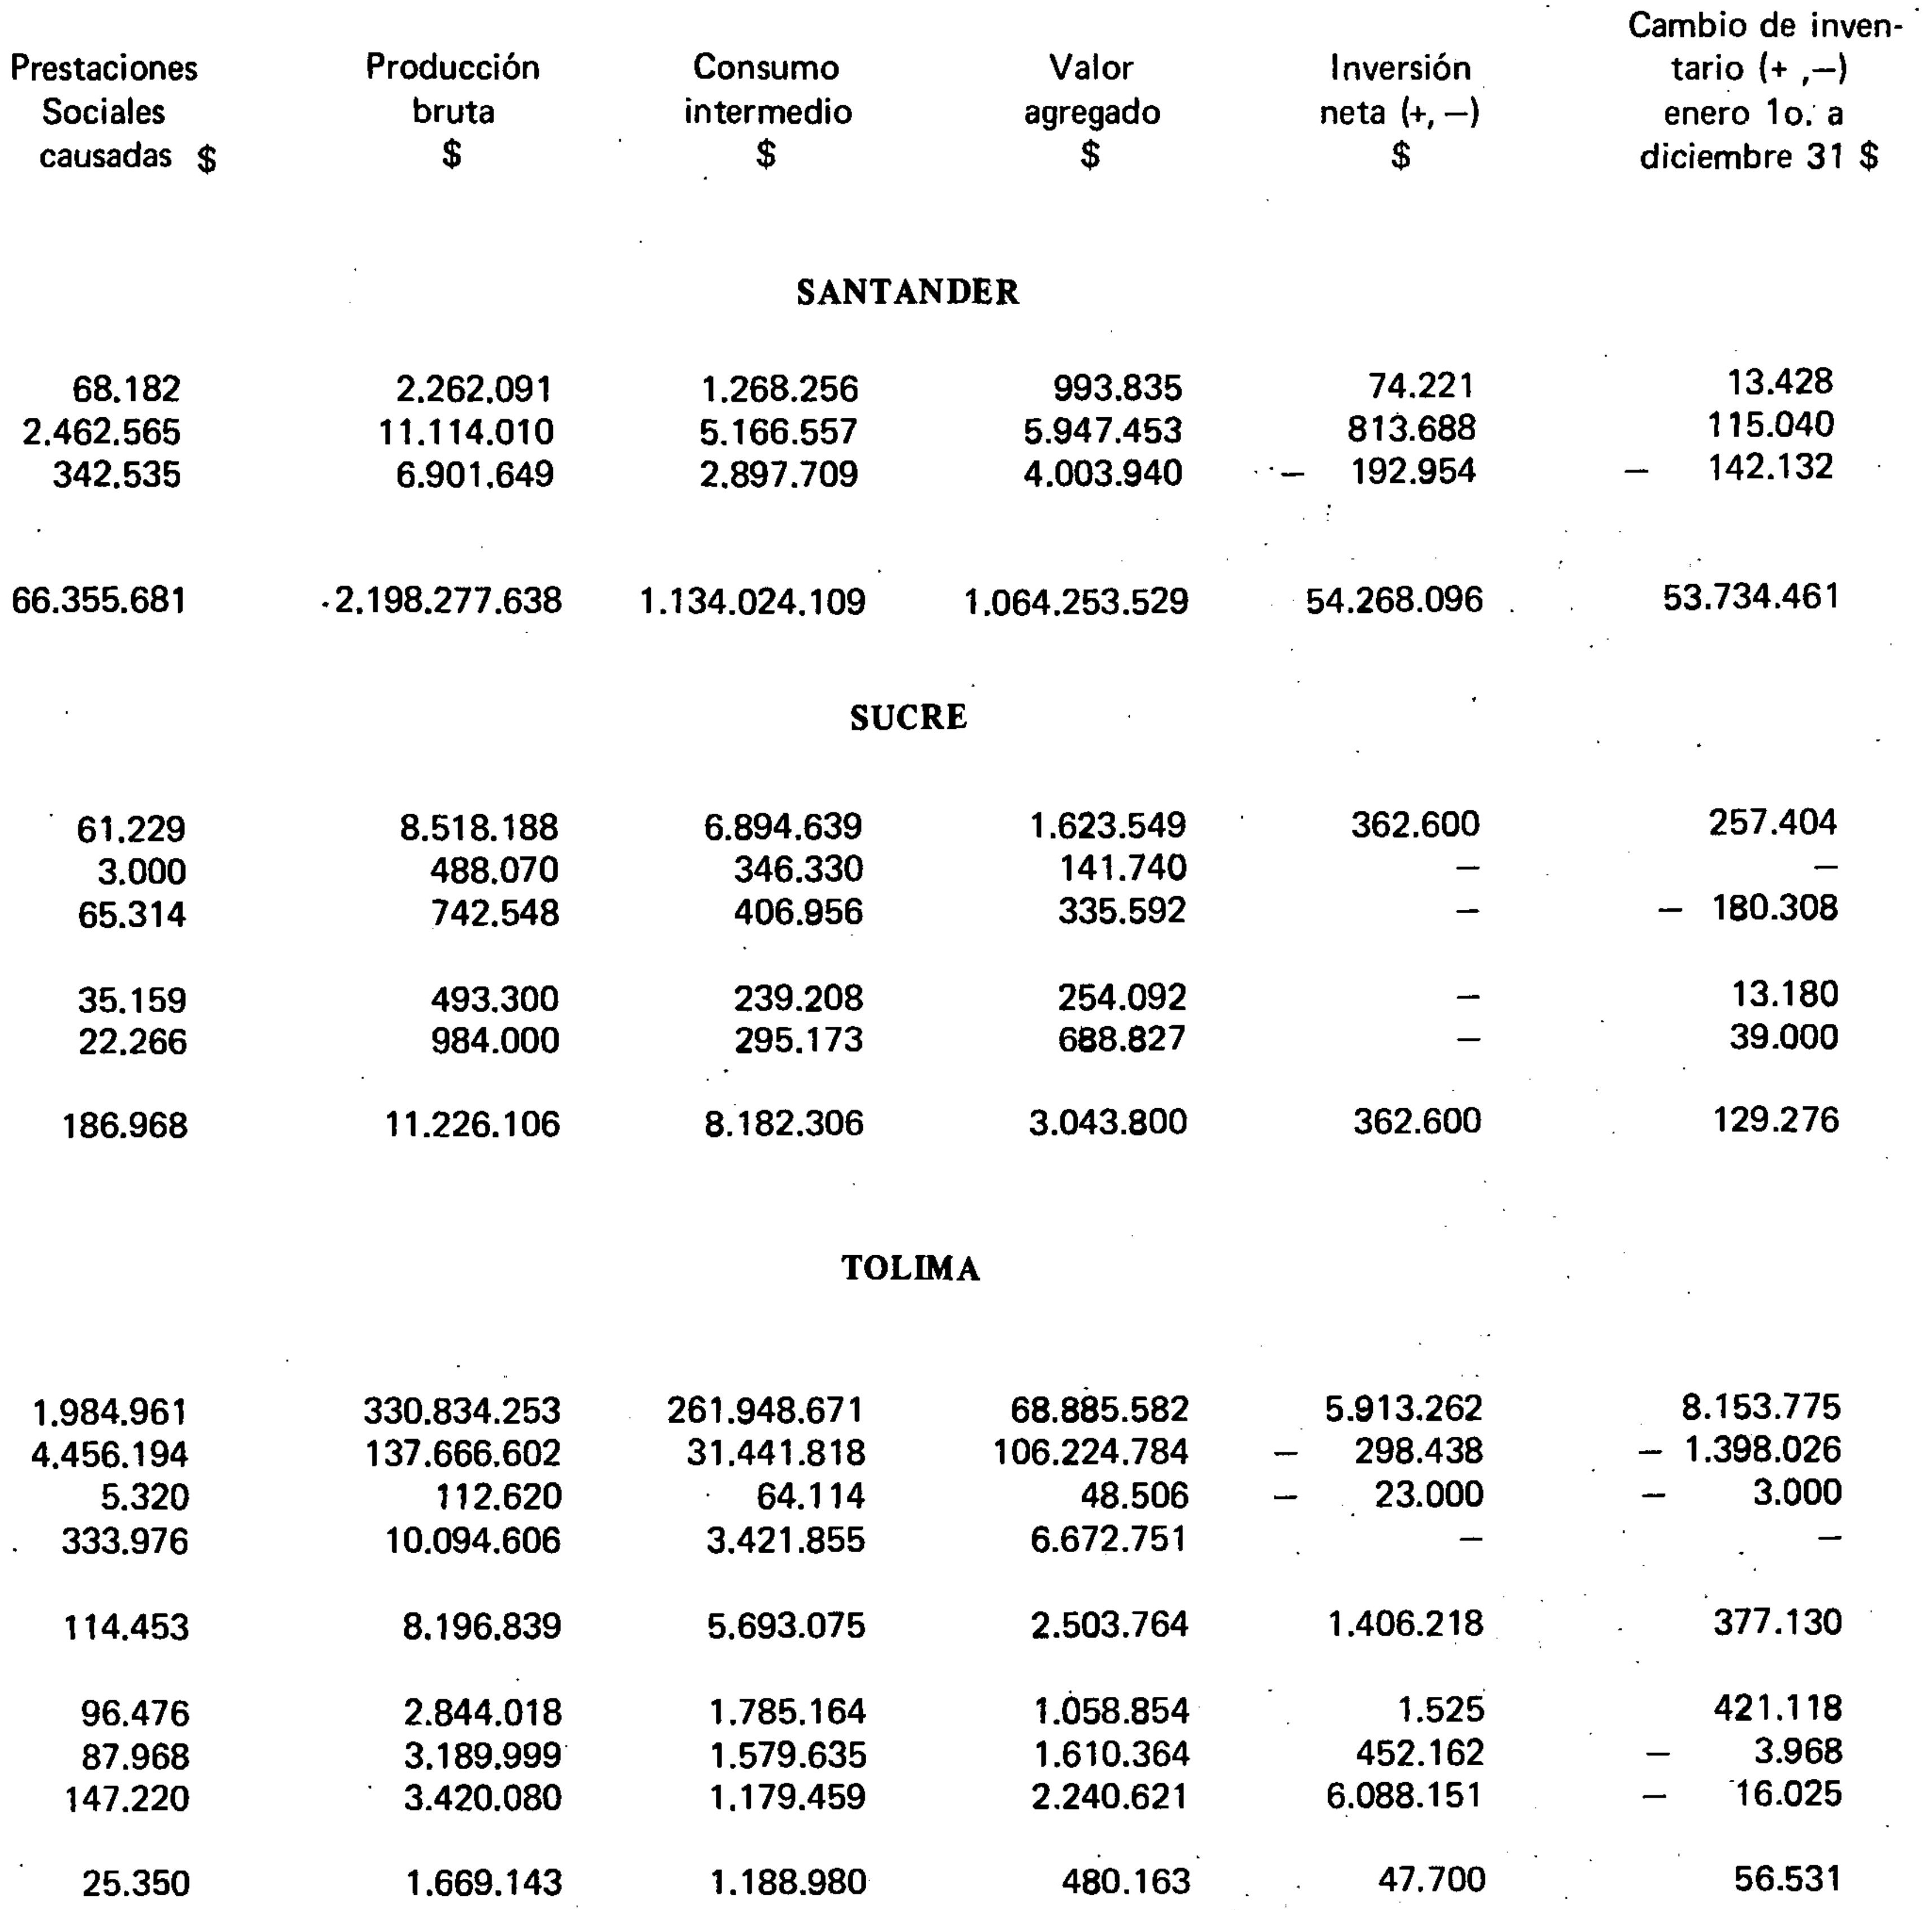 Prestaciones Sociales causadas $ Producción bruta $ Consumo intermedio $ Valor agregado $ Inversión neta (+, —) $ Cambio de inven-tario (+ ,—) enero 1o. a diciembre 31 $
SANTANDER
68.182 2.262.091 1.268.256 993.835 74.221 13.428
2.462.565 11.114.010 5.166.557 5.947.453 813.688 115.040
342.535 6.901.649 2.897.709 4.003.940 — 192.954 — 142.132
66.355.681 2.198.277.638 1.134.024.109 1.064.253.529 54.268.096 53.734.461
SUCRE
61.229 8.518.188 6.894.639 1.623.549 362.600 257.404
3.000 488.070 346.330 141.740 — —
65.314 742.548 406.956 335.592 — — 180.308
35.159 493.300 239.208 254.092 — 13.180
22.266 984.000 295.173 688.827 — 39.000
186.968 11.226.106 8.182.306 3.043.800 362.600 129.276
TOLIMA
1.984.961 330.834.253 261.948.671 68.885.582 5.913.262 8.153.775
4.456.194 137.666.602 31.441.818 106.224.784 — 298.438 — 1.398.026
5.320 112.620 64.114 48.506 — 23.000 — 3.000
333.976 10.094.606 3.421.855 6.672.751 — —
114.453 8.196.839 5.693.075 2.503.764 1.406.218 377.130
96.476 2.844.018 1.785.164 1.058.854 1.525 421.118
87.968 3.189.999 1.579.635 1.610.364 452.162 — 3.968
147.220 3.420.080 1.179.459 2.240.621 6.088.151 — 16.025
25.350 1.669.143 1.188.980 480.163 47.700 56.531